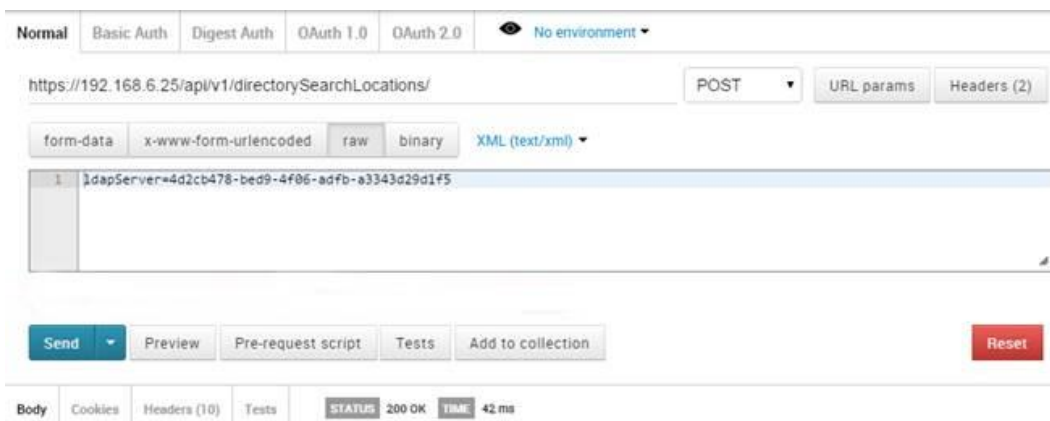 Normal Basic Auth Digest Auth OAuth 1.0 OAuth 2.0 No environment
https://192.168.6.25/api/v1/directorySearchLocations/ POST URL params Headers (2)
form-data x-www-form-urlencoded raw binary XML (text/xml)
1 ldapServer=4d2cb478-bed9-4f06-adfb-a3343d29d1f5
Send Preview Pre-request script Tests Add to collection Reset
Body Cookies Headers (10) Tests STATUS 200 OK TIME 42 ms